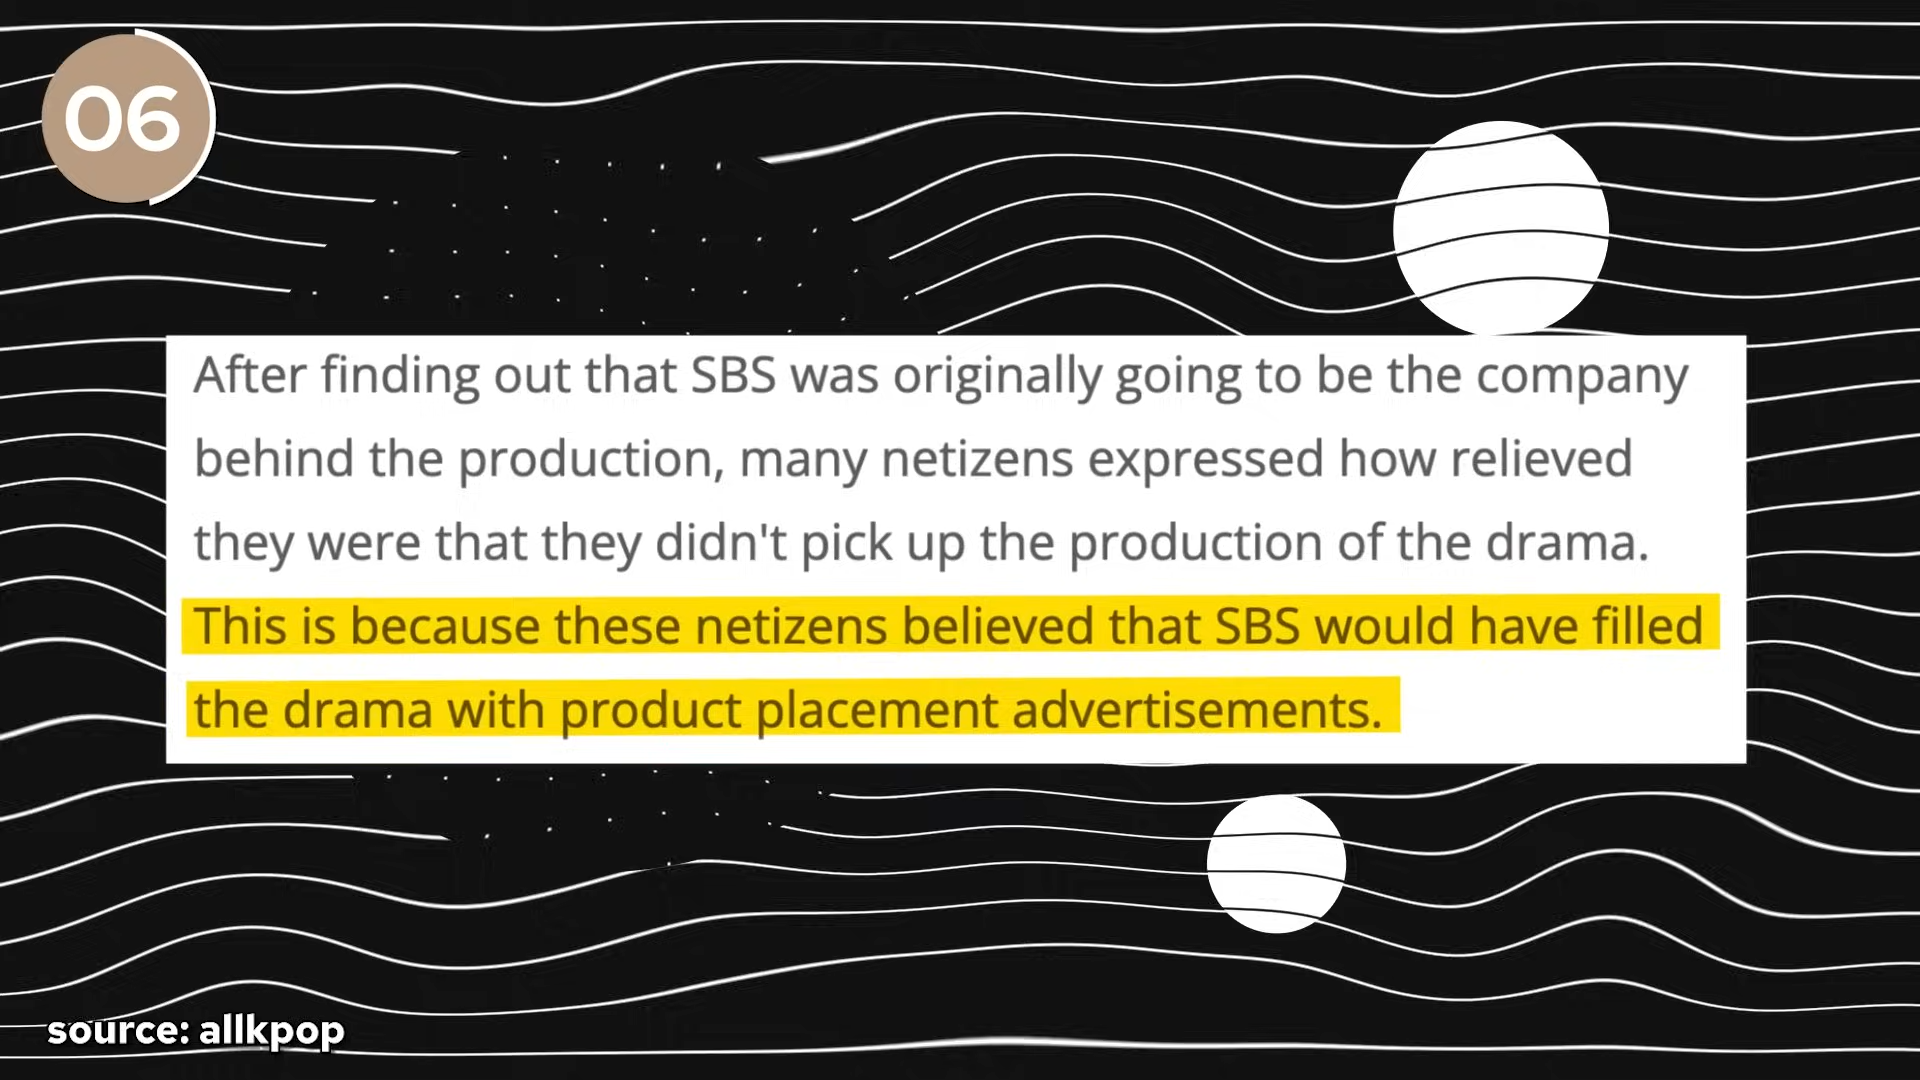 06
After finding out that SBS was originally going to be the company
behind the production, many netizens expressed how relieved
they were that they didn't pick up the production of the drama.
This is because these netizens believed that SBS would have filled
the drama with product placement advertisements.
source: allkpop